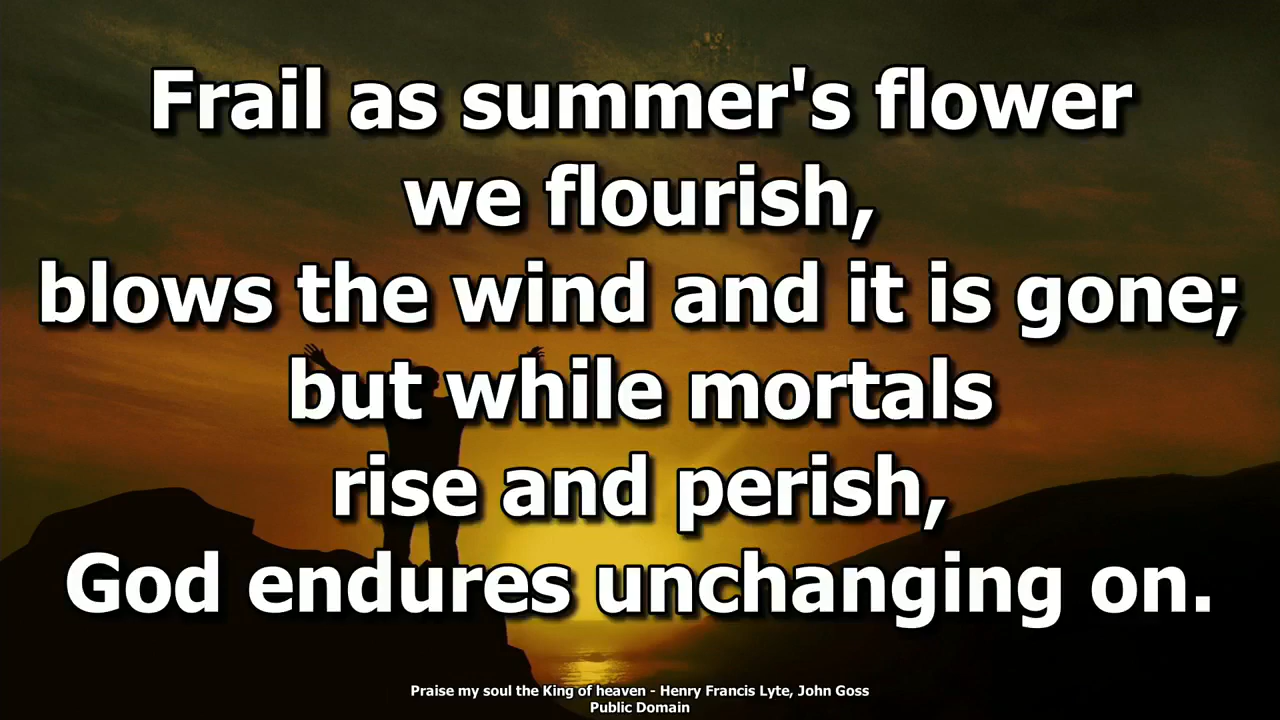 Frail as summer's flower
we flourish,
blows the wind and it is gone;
but while mortals
rise and perish,
God endures unchanging on.
Praise my soul the King of heaven - Henry Francis Lyte, John Goss
Public Domain